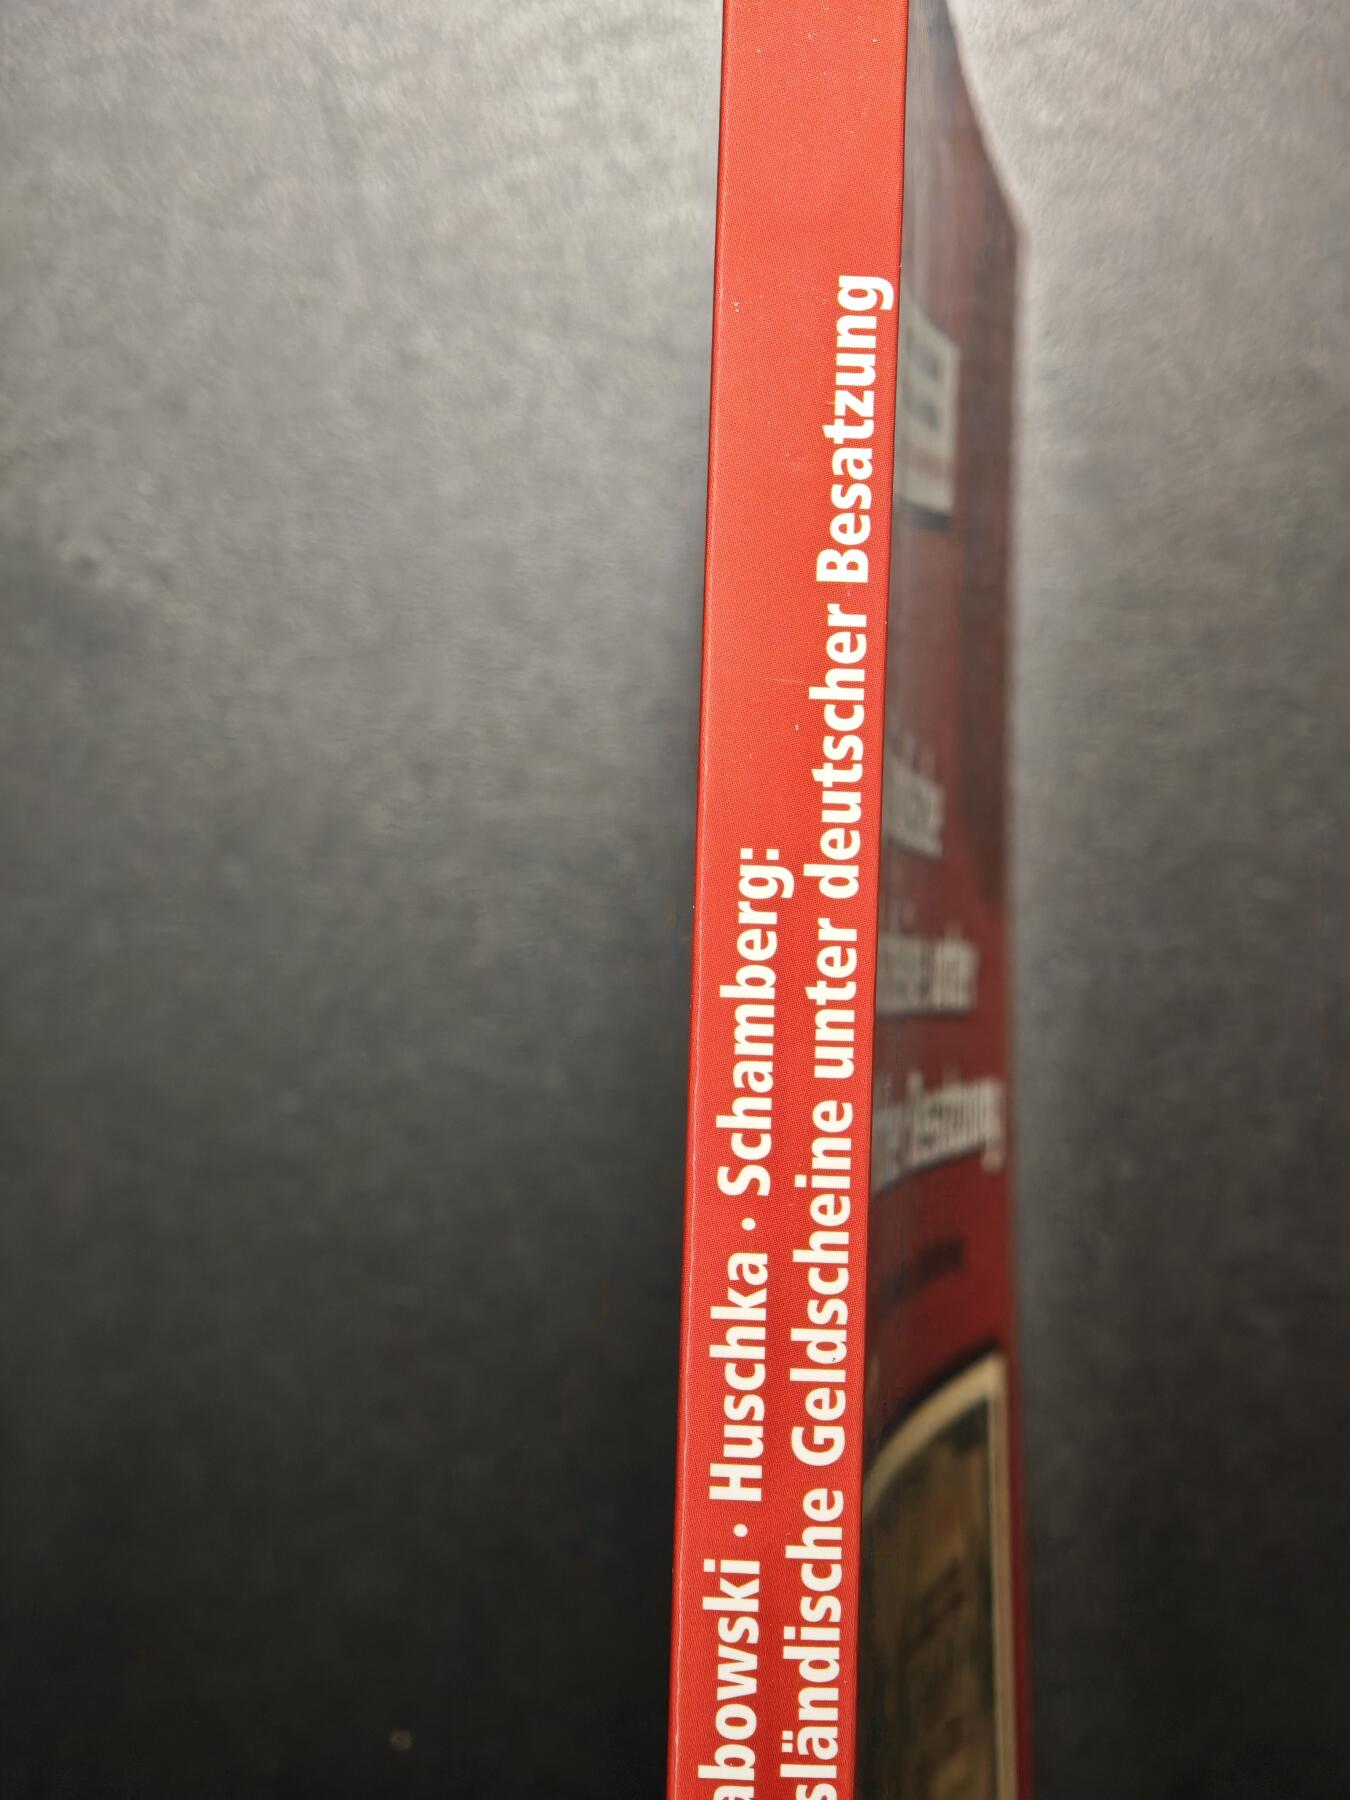 abowski · Huschka · Schamberg:
sländische Geldscheine unter deutscher Besatzung